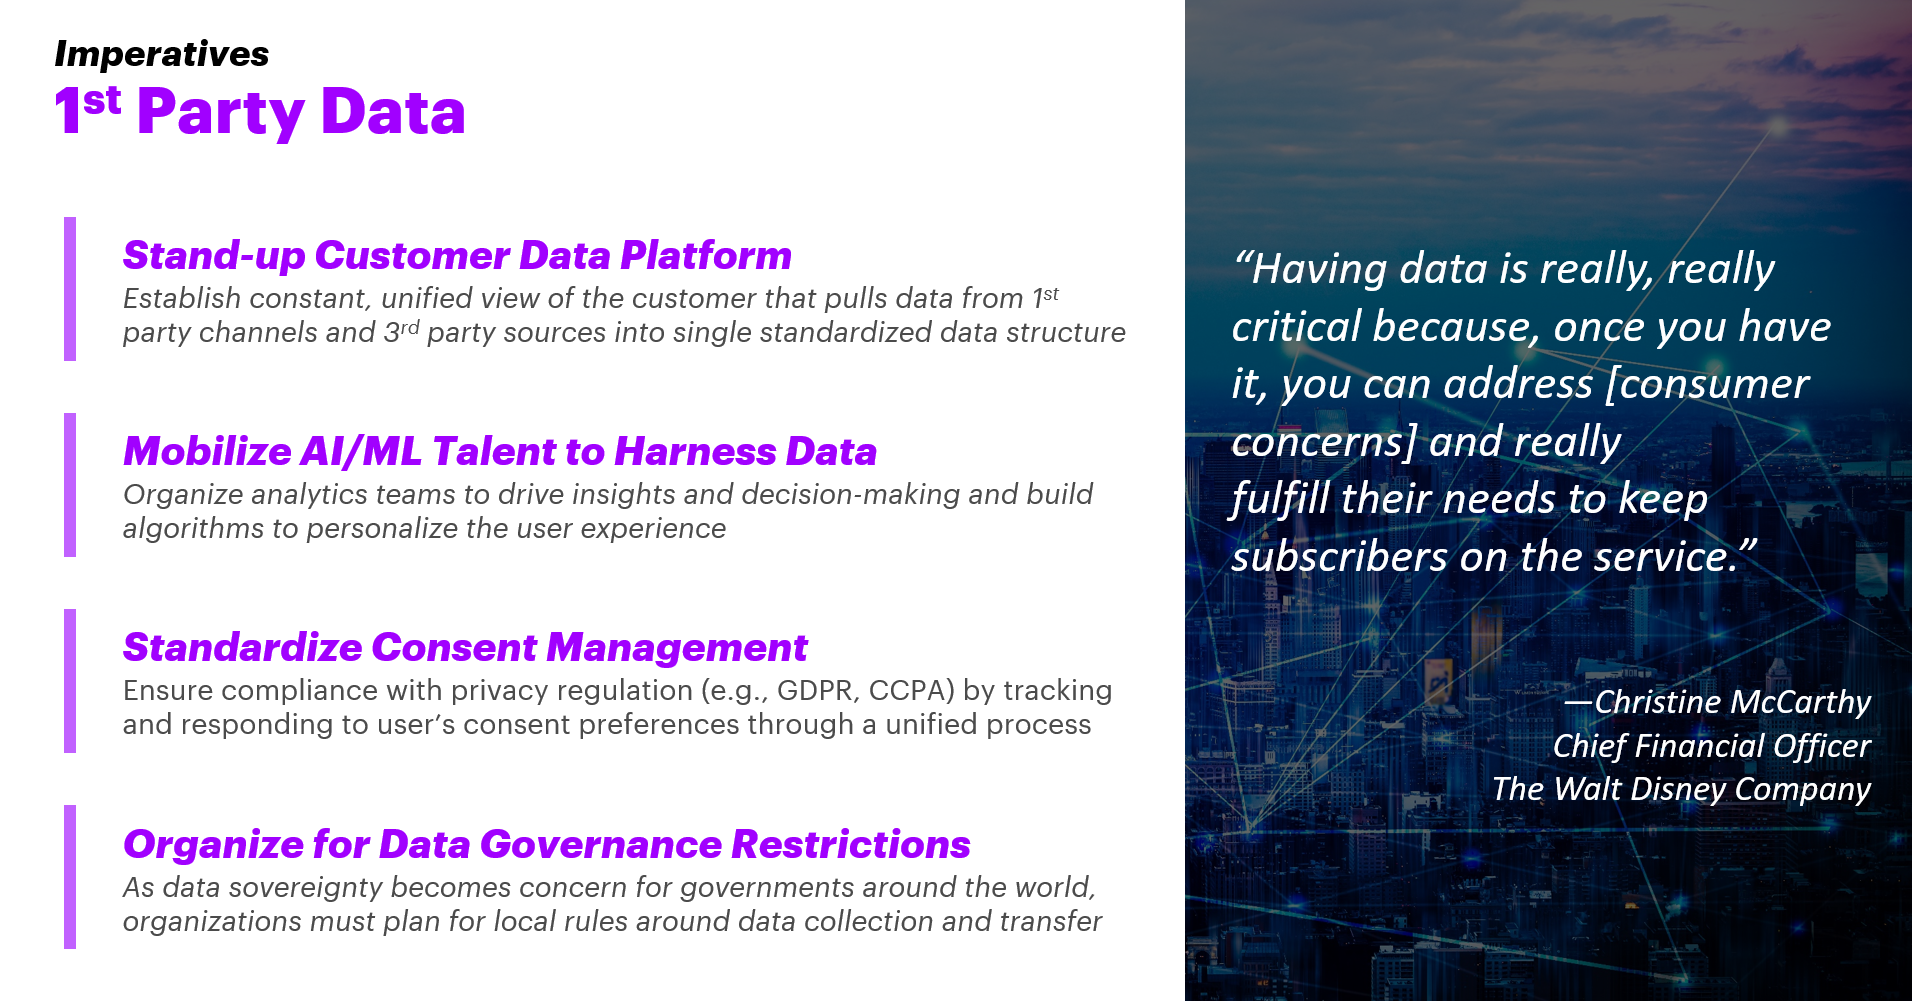 Imperatives
1st Party Data
Stand-up Customer Data Platform
Establish constant, unified view of the customer that pulls data from 1st
party channels and 3rd party sources into single standardized data structure
Mobilize AI/ML Talent to Harness Data
Organize analytics teams to drive insights and decision-making and build
algorithms to personalize the user experience
Standardize Consent Management
Ensure compliance with privacy regulation (e.g., GDPR, CCPA) by tracking
and responding to user’s consent preferences through a unified process
Organize for Data Governance Restrictions
As data sovereignty becomes concern for governments around the world,
organizations must plan for local rules around data collection and transfer
“Having data is really, really
critical because, once you have
it, you can address [consumer
concerns] and really
fulfill their needs to keep
subscribers on the service.”
—Christine McCarthy
Chief Financial Officer
The Walt Disney Company